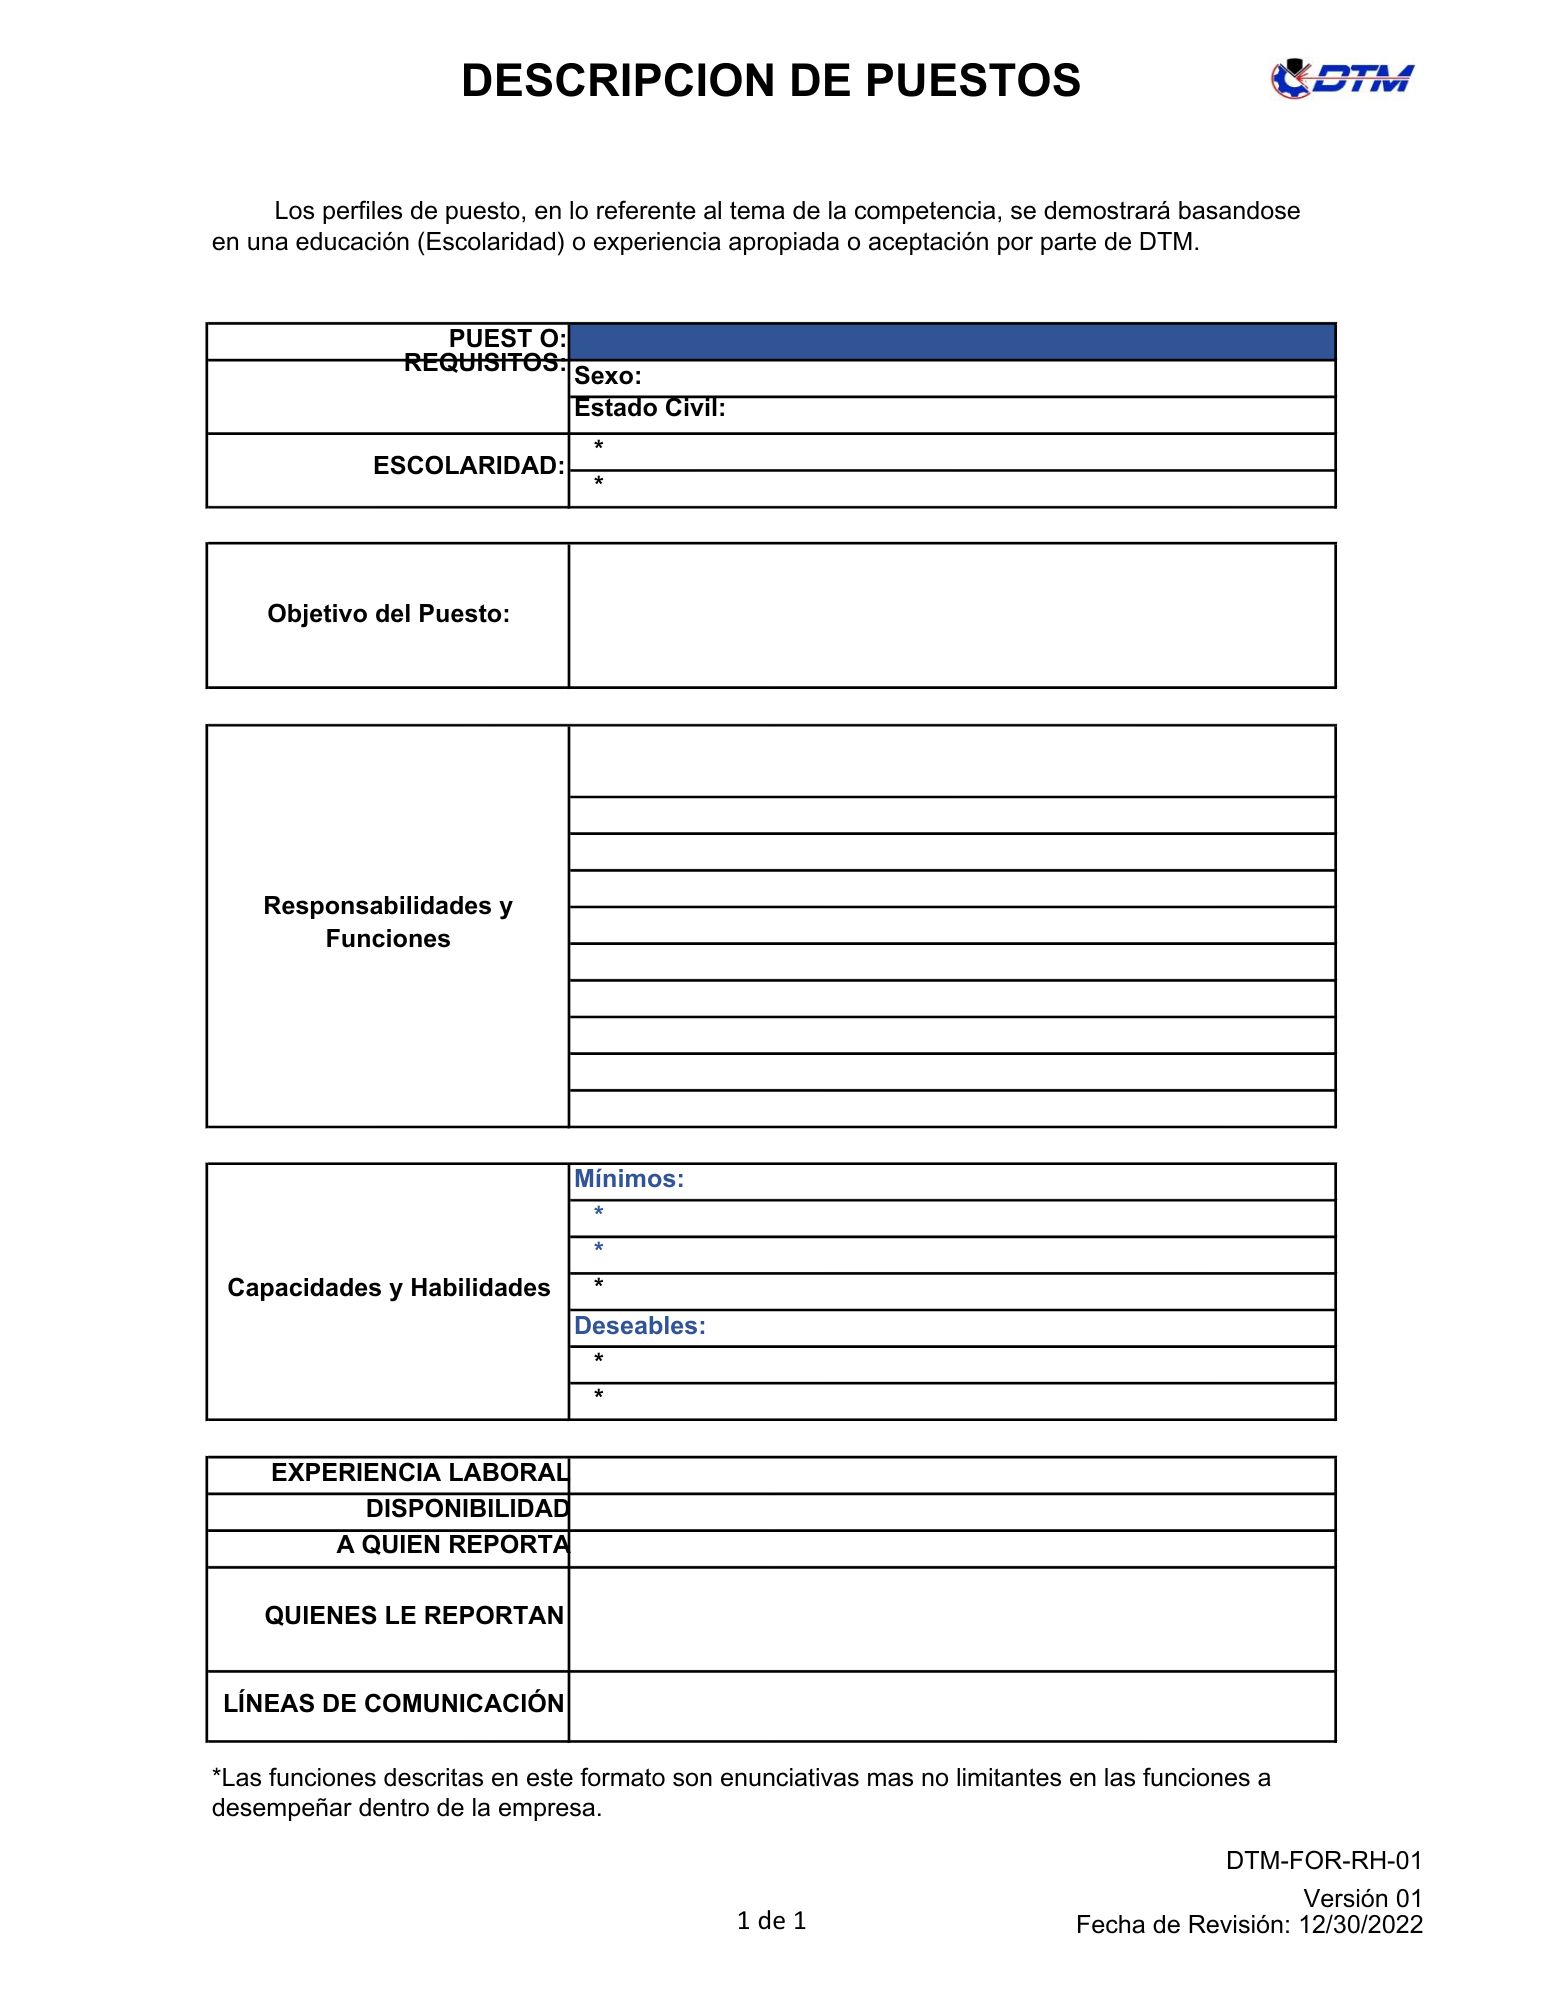 DESCRIPCION DE PUESTOS
DTM
Los perfiles de puesto, en lo referente al tema de la competencia, se demostrará basandose
en una educación (Escolaridad) o experiencia apropiada o aceptación por parte de DTM.
PUEST O:
REQUISITOS:
Sexo:
Estado Civil:
ESCOLARIDAD:
*
*
Objetivo del Puesto:
Responsabilidades y
Funciones
Capacidades y Habilidades
Mínimos:
*
*
*
Deseables:
*
*
EXPERIENCIA LABORAL
DISPONIBILIDAD
A QUIEN REPORTA
QUIENES LE REPORTAN
LÍNEAS DE COMUNICACIÓN
*Las funciones descritas en este formato son enunciativas mas no limitantes en las funciones a
desempeñar dentro de la empresa.
DTM-FOR-RH-01
Versión 01
1 de 1
Fecha de Revisión: 12/30/2022